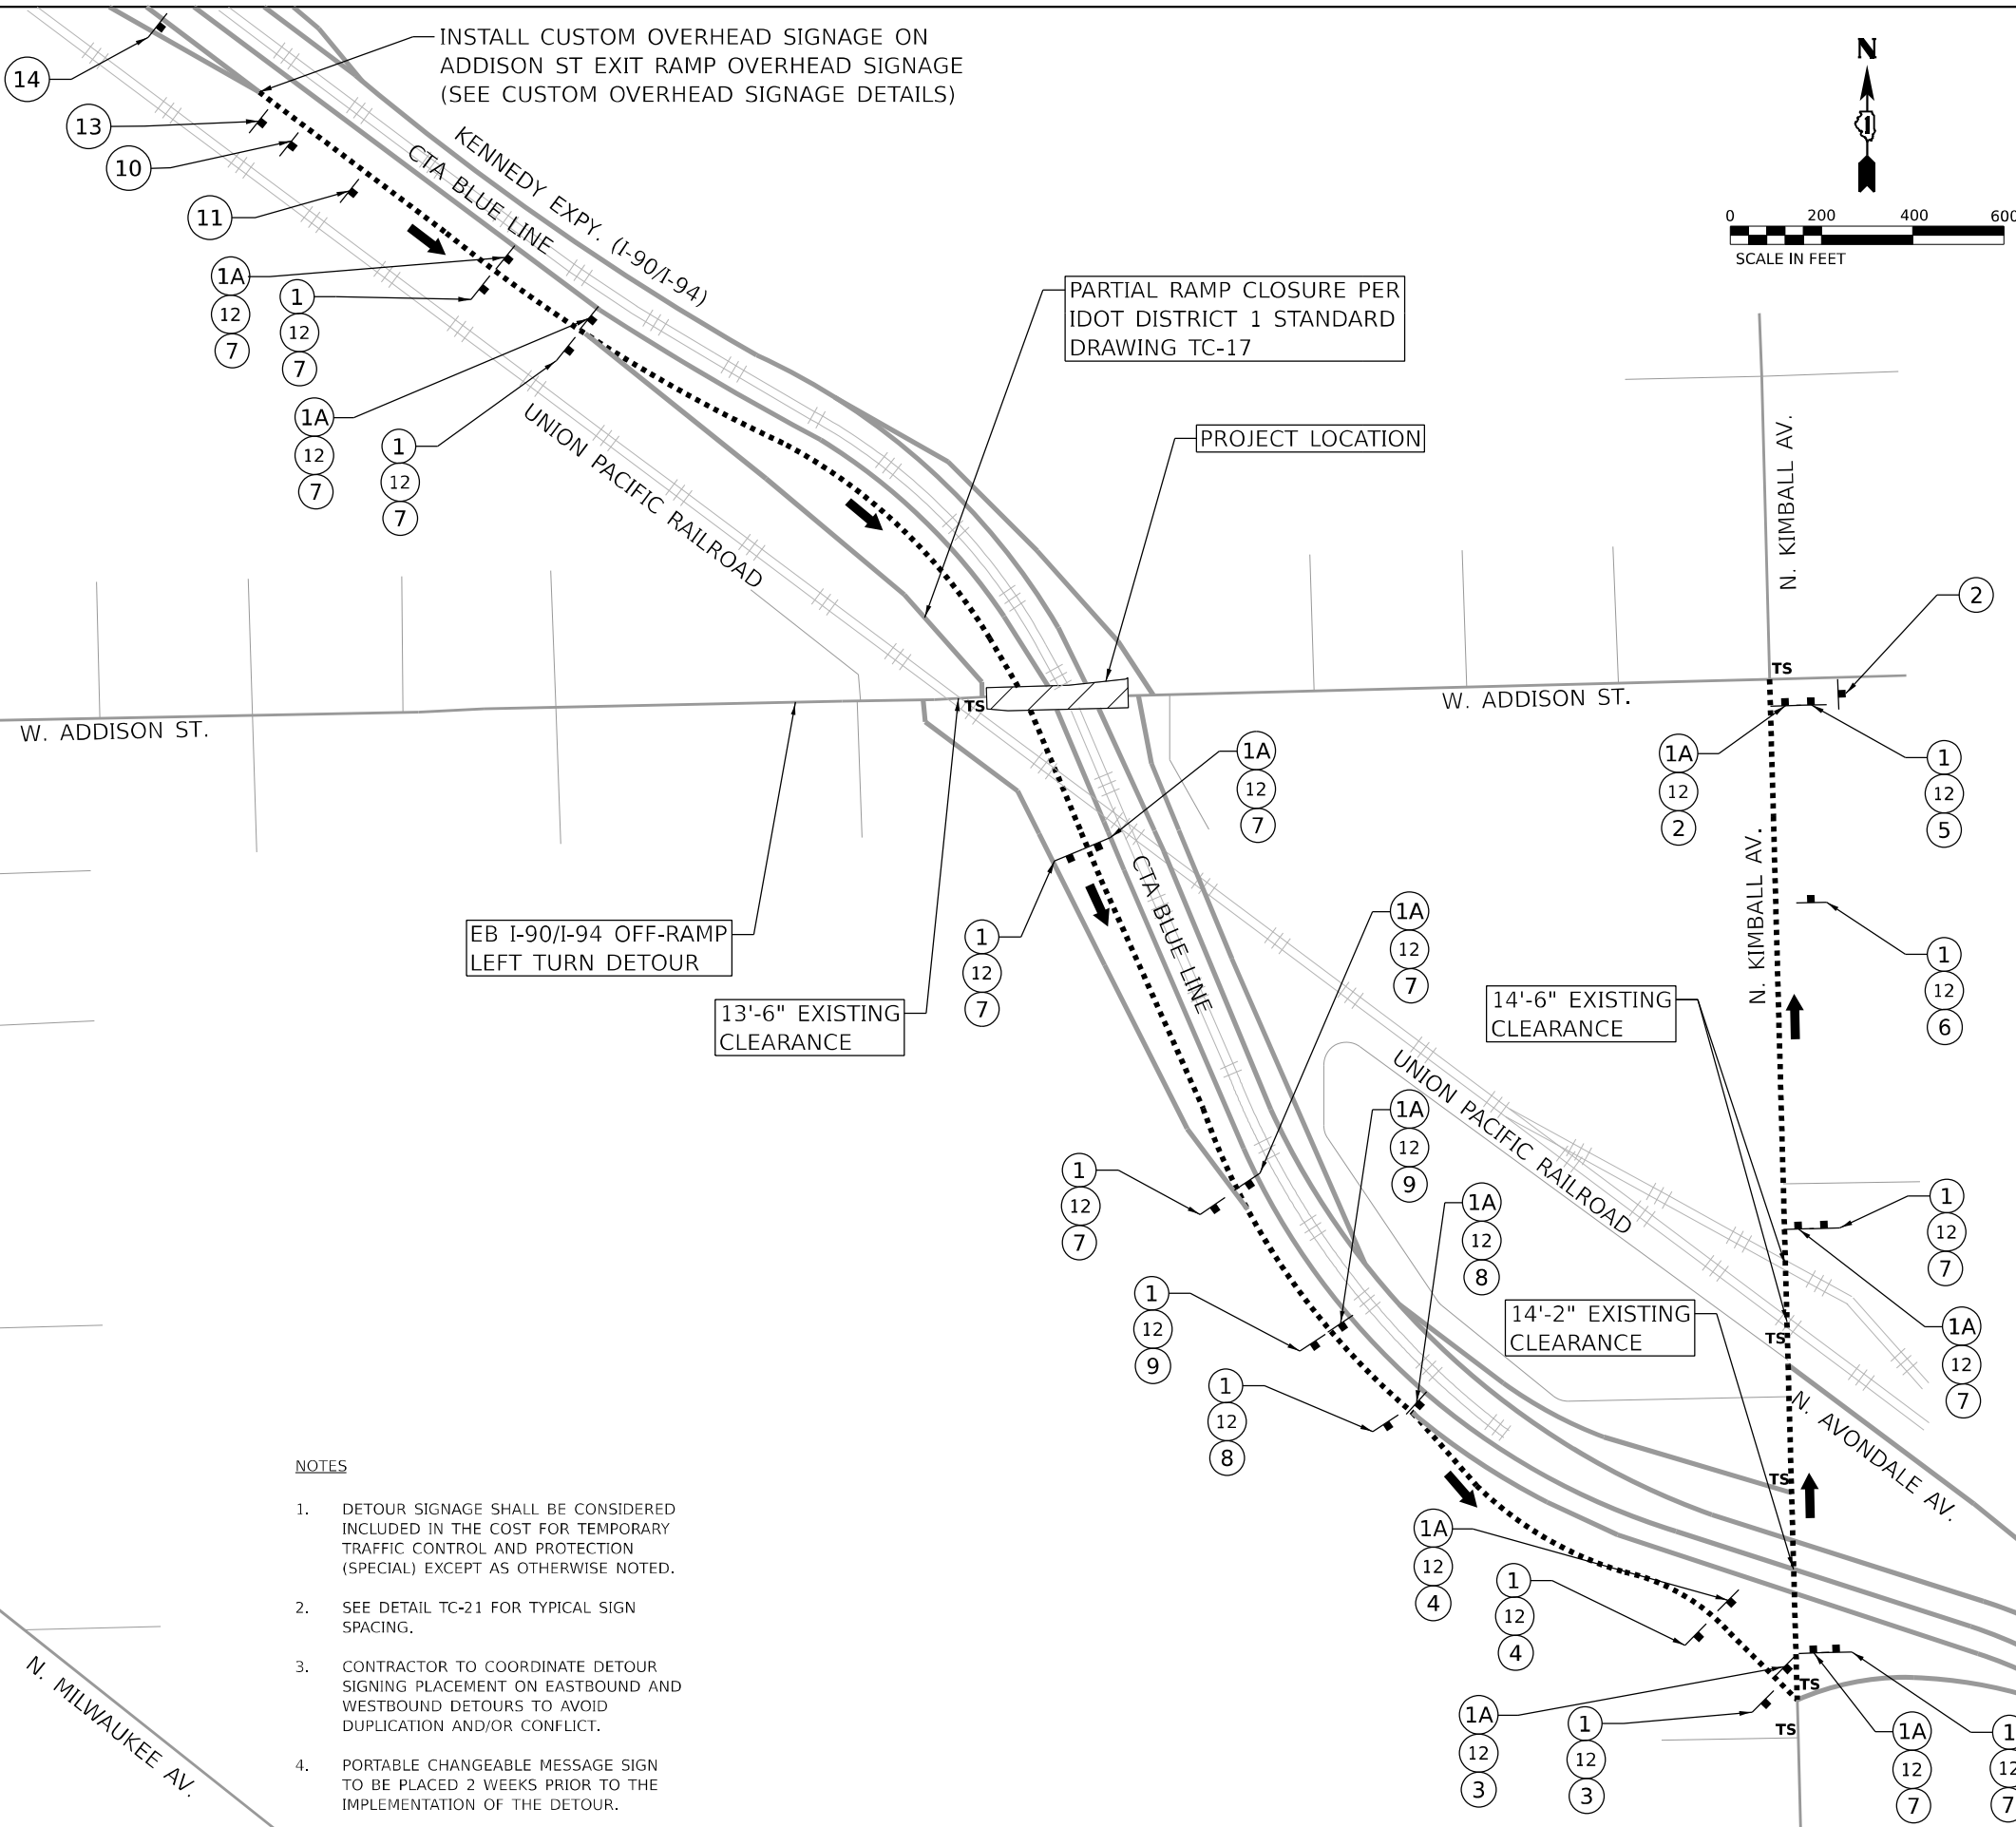 INSTALL CUSTOM OVERHEAD SIGNAGE ON
ADDISON ST EXIT RAMP OVERHEAD SIGNAGE
(SEE CUSTOM OVERHEAD SIGNAGE DETAILS)
N
1
0 200 400 600
SCALE IN FEET
14
13
10
11
1A
12
7
1
12
7
1A
12
7
1
12
7
KENNEDY EXPY. (I-90/I-94)
CTA BLUE LINE
UNION PACIFIC RAILROAD
PARTIAL RAMP CLOSURE PER
IDOT DISTRICT 1 STANDARD
DRAWING TC-17
PROJECT LOCATION
N. KIMBALL AV.
2
TS
W. ADDISON ST.
TS
W. ADDISON ST.
1A
12
7
1A
12
2
1
12
5
N. KIMBALL AV.
CTA BLUE LINE
EB I-90/I-94 OFF-RAMP
LEFT TURN DETOUR
13'-6" EXISTING
CLEARANCE
1
12
7
1A
12
7
1
12
6
14'-6" EXISTING
CLEARANCE
UNION PACIFIC RAILROAD
1A
12
9
1
12
7
1A
12
8
1
12
7
1
12
9
14'-2" EXISTING
CLEARANCE
TS
1A
12
7
1
12
8
N. AVONDALE AV.
TS
1A
12
4
1
12
4
TS
1A
12
3
1
12
3
TS
1A
12
7
1
12
7
N. MILWAUKEE AV.
NOTES
1. DETOUR SIGNAGE SHALL BE CONSIDERED
INCLUDED IN THE COST FOR TEMPORARY
TRAFFIC CONTROL AND PROTECTION
(SPECIAL) EXCEPT AS OTHERWISE NOTED.
2. SEE DETAIL TC-21 FOR TYPICAL SIGN
SPACING.
3. CONTRACTOR TO COORDINATE DETOUR
SIGNING PLACEMENT ON EASTBOUND AND
WESTBOUND DETOURS TO AVOID
DUPLICATION AND/OR CONFLICT.
4. PORTABLE CHANGEABLE MESSAGE SIGN
TO BE PLACED 2 WEEKS PRIOR TO THE
IMPLEMENTATION OF THE DETOUR.